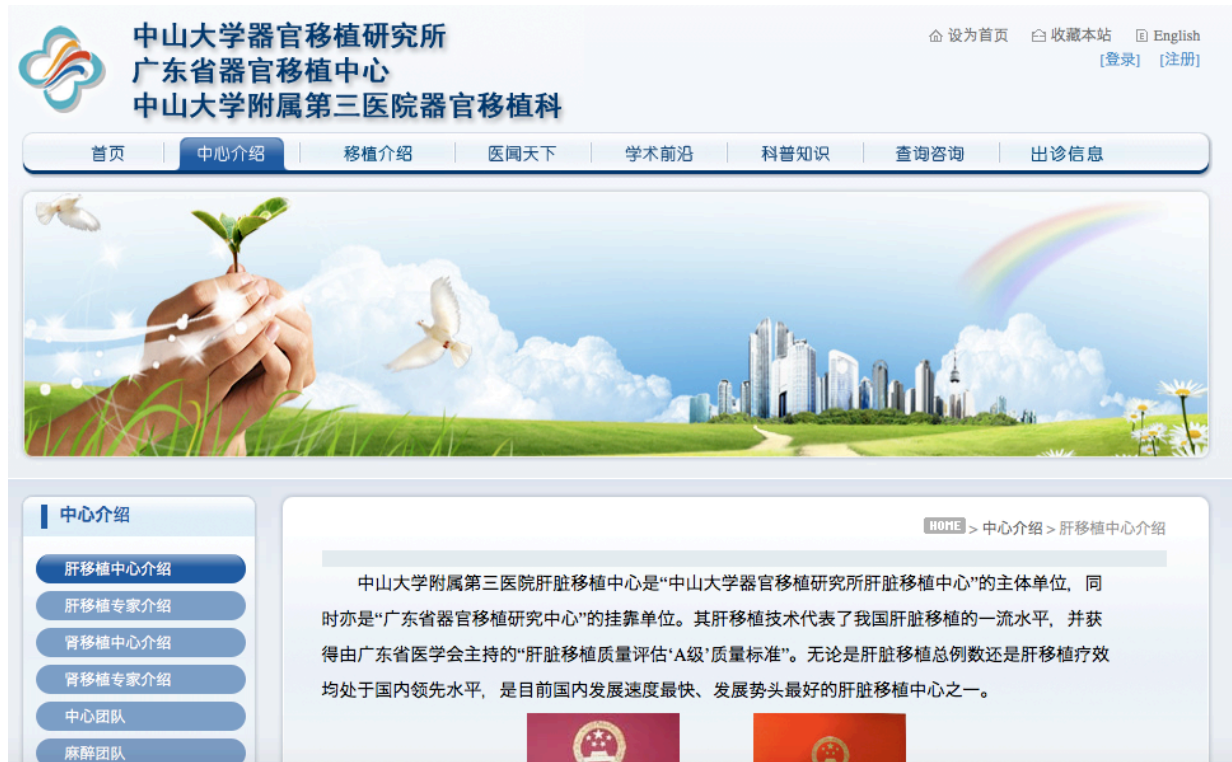 中山大学器官移植研究所
广东省器官移植中心
中山大学附属第三医院器官移植科
设为首页 收藏本站 E English
[登录] [注册]
首页 中心介绍 移植介绍 医闻天下 学术前沿 科普知识 查询咨询 出诊信息
中心介绍
肝移植中心介绍
肝移植专家介绍
肾移植中心介绍
肾移植专家介绍
中心团队
麻醉团队
HOME > 中心介绍 > 肝移植中心介绍
中山大学附属第三医院肝脏移植中心是“中山大学器官移植研究所肝脏移植中心”的主体单位，同
时亦是“广东省器官移植研究中心”的挂靠单位。其肝移植技术代表了我国肝脏移植的一流水平，并获
得由广东省医学会主持的“肝脏移植质量评估‘A级’质量标准”。无论是肝脏移植总例数还是肝移植疗效
均处于国内领先水平，是目前国内发展速度最快、发展势头最好的肝脏移植中心之一。